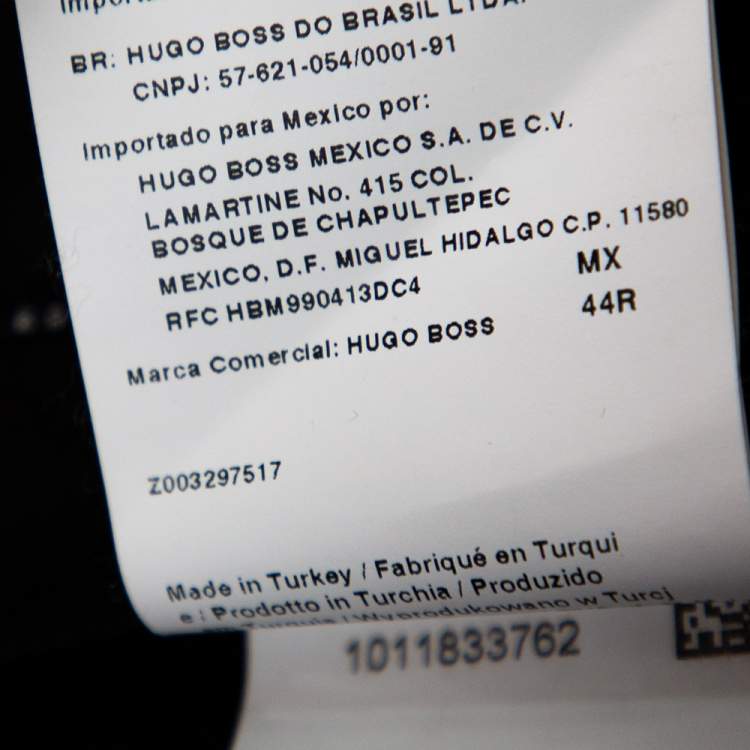 BR: HUGO BOSS DO BRASIL LTDA.
CNPJ: 57-621-054/0001-91
Importado para Mexico por:
HUGO BOSS MEXICO S.A. DE C.V.
LAMARTINE No. 415 COL.
BOSQUE DE CHAPULTEPEC
MEXICO, D.F. MIGUEL HIDALGO C.P. 11580
RFC HBM990413DC4
MX
44R
Marca Comercial: HUGO BOSS
Z003297517
Made in Turkey / Fabriqué en Turqui
e / Prodotto in Turchia / Produzido
Wyprodukowano w Turcj
1011833762